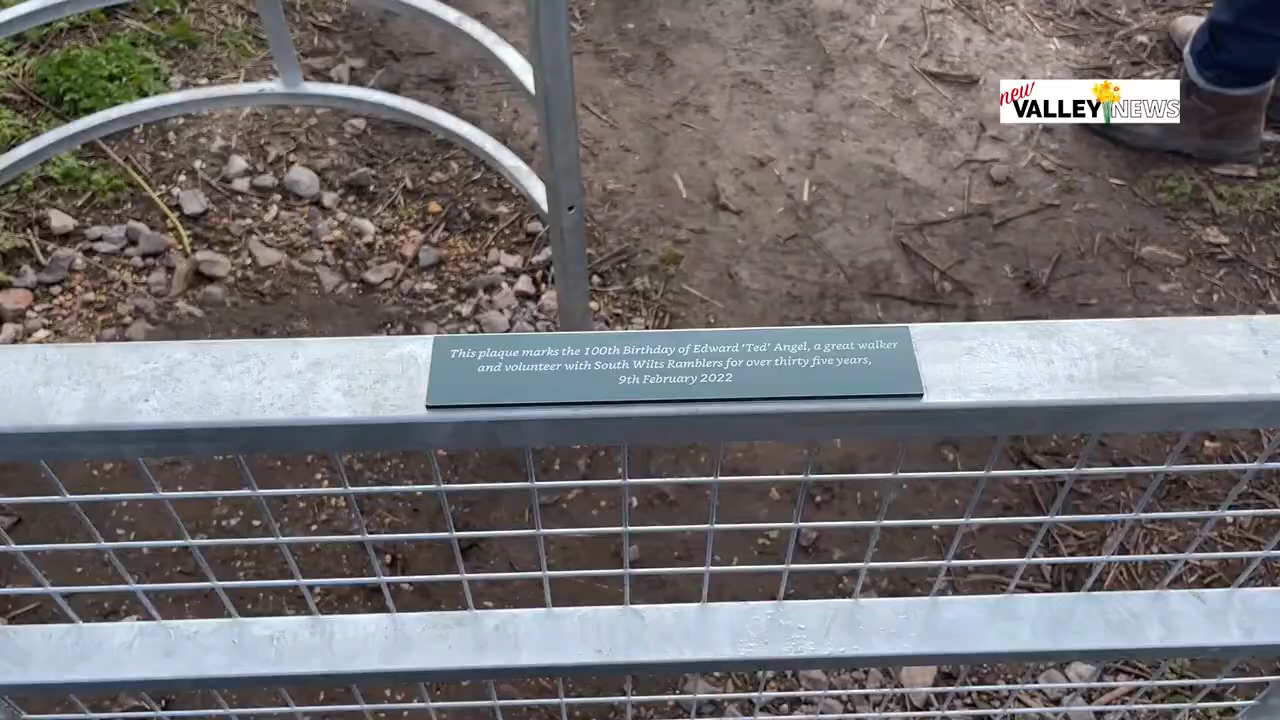 new
VALLEY NEWS
This plaque marks the 100th Birthday of Edward ‘Ted’ Angel, a great walker
and volunteer with South Wilts Ramblers for over thirty five years,
9th February 2022